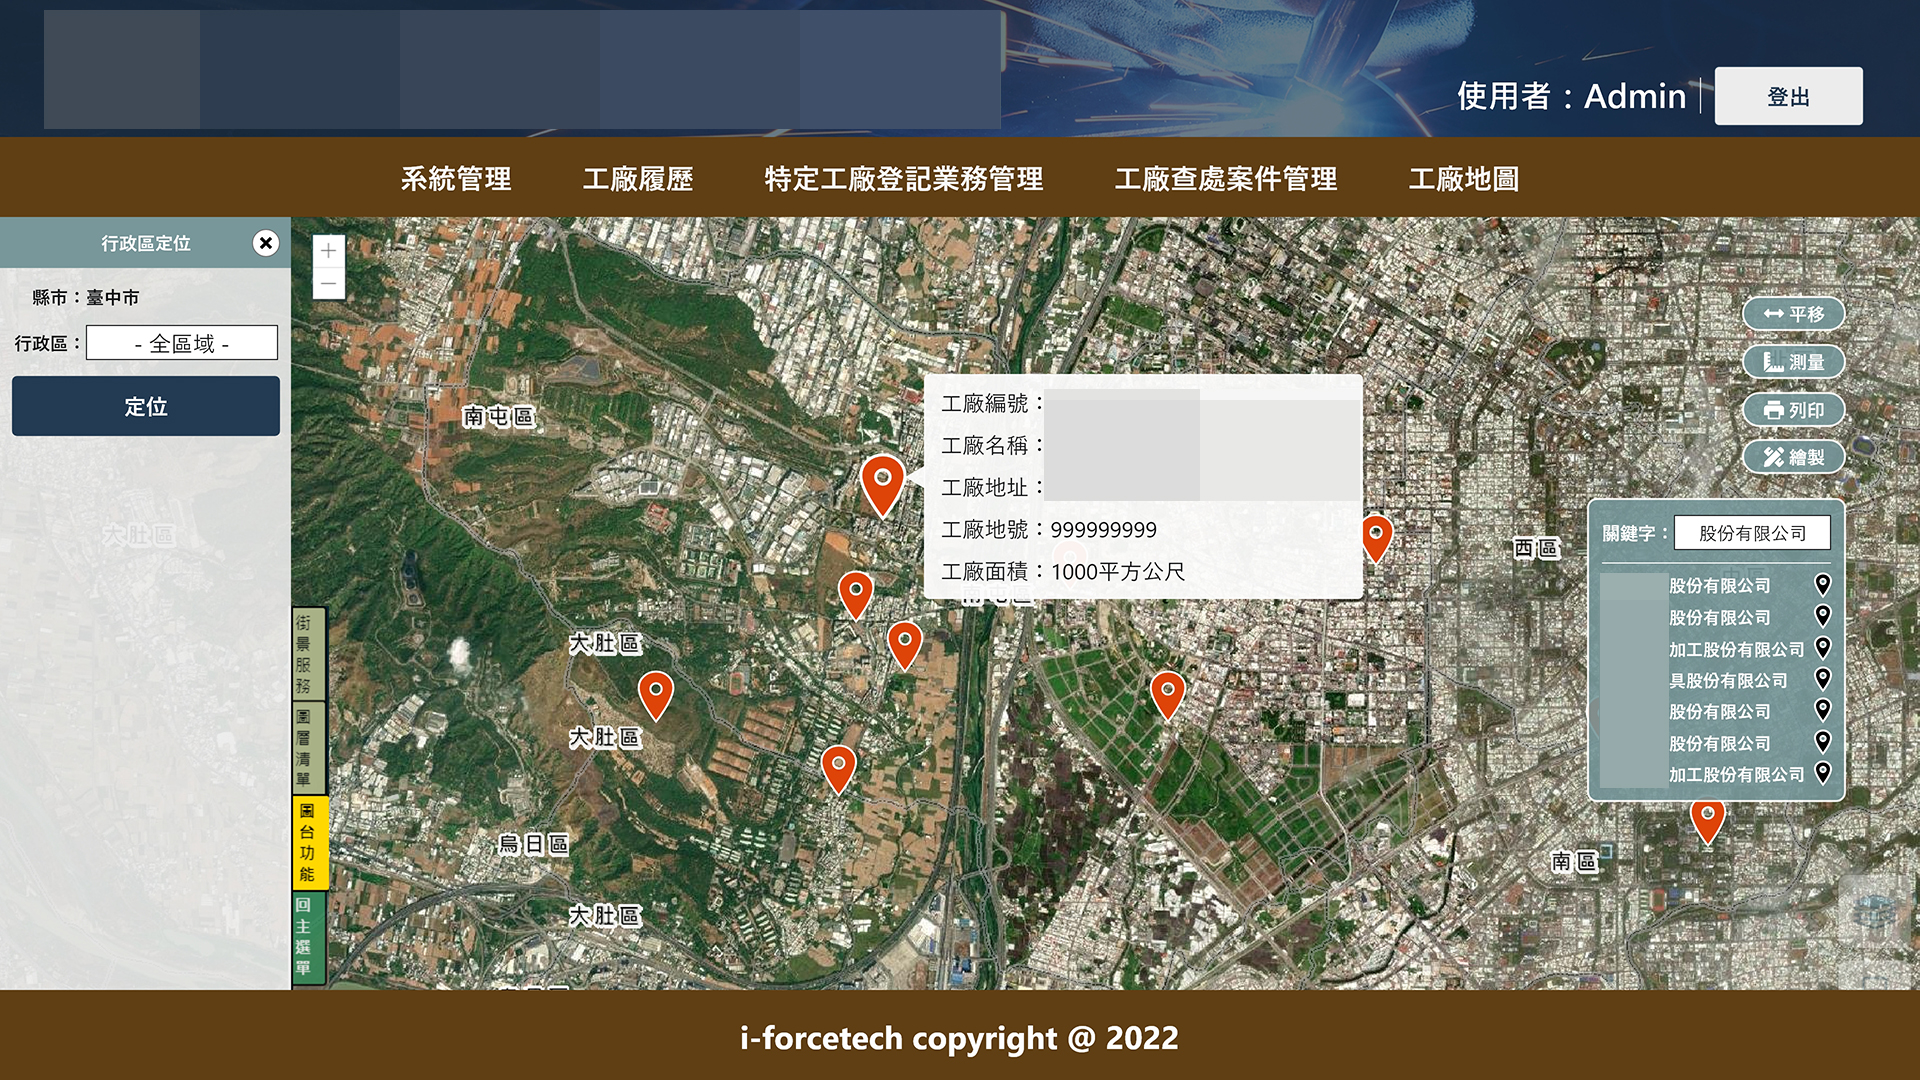 使用者：Admin
登出
系統管理
工廠履歷
特定工廠登記業務管理
工廠查處案件管理
工廠地圖
行政區定位
縣市：臺中市
行政區：
- 全區域 -
定位
+
−
南屯區
大肚區
大肚區
大肚區
烏日區
大肚區
西區
南區
工廠編號：
工廠名稱：
工廠地址：
工廠地號：999999999
工廠面積：1000平方公尺
平移
測量
列印
繪製
關鍵字：
股份有限公司
股份有限公司
股份有限公司
加工股份有限公司
具股份有限公司
股份有限公司
股份有限公司
加工股份有限公司
街景服務
圖層清單
圖台功能
回主選單
i-forcetech copyright @ 2022